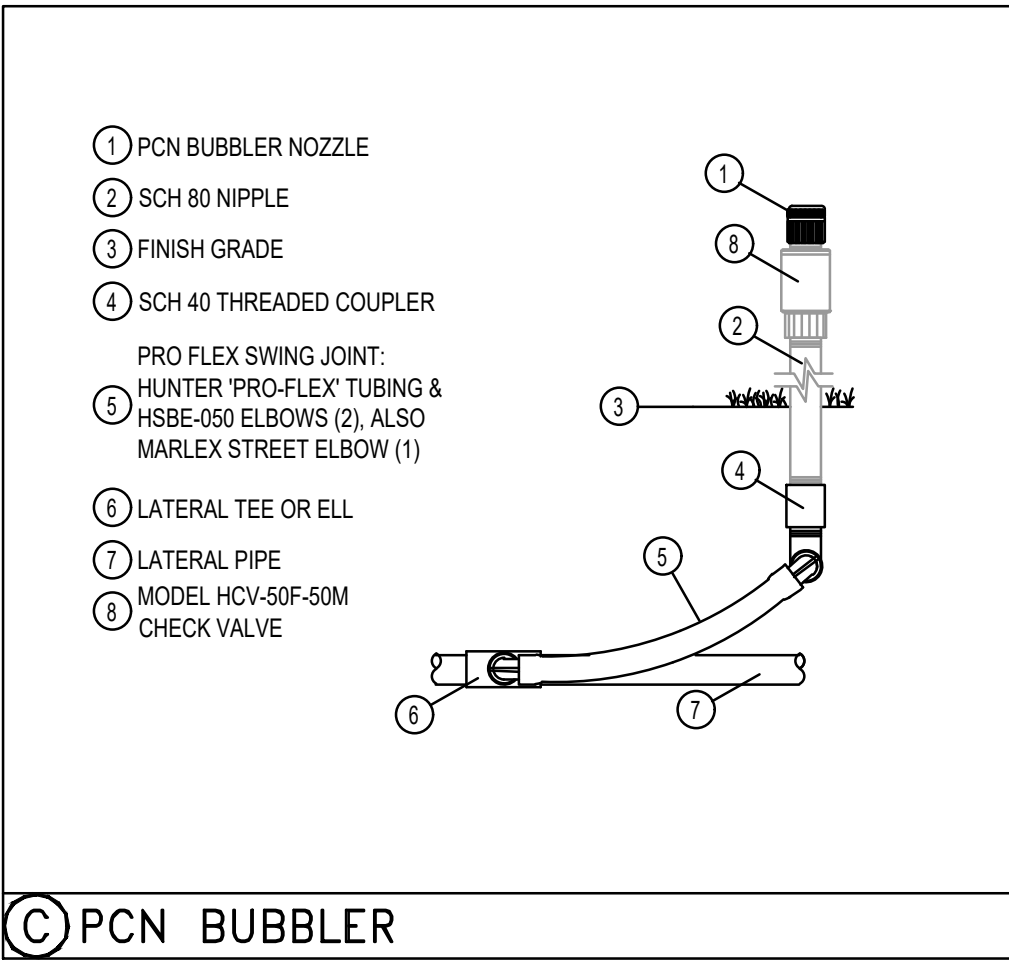 1 PCN BUBBLER NOZZLE
2 SCH 80 NIPPLE
3 FINISH GRADE
4 SCH 40 THREADED COUPLER
PRO FLEX SWING JOINT:
HUNTER 'PRO-FLEX' TUBING &
5 HSBE-050 ELBOWS (2), ALSO
MARLEX STREET ELBOW (1)
6 LATERAL TEE OR ELL
7 LATERAL PIPE
8 MODEL HCV-50F-50M
CHECK VALVE
1
8
2
3
4
5
6
7
C PCN BUBBLER